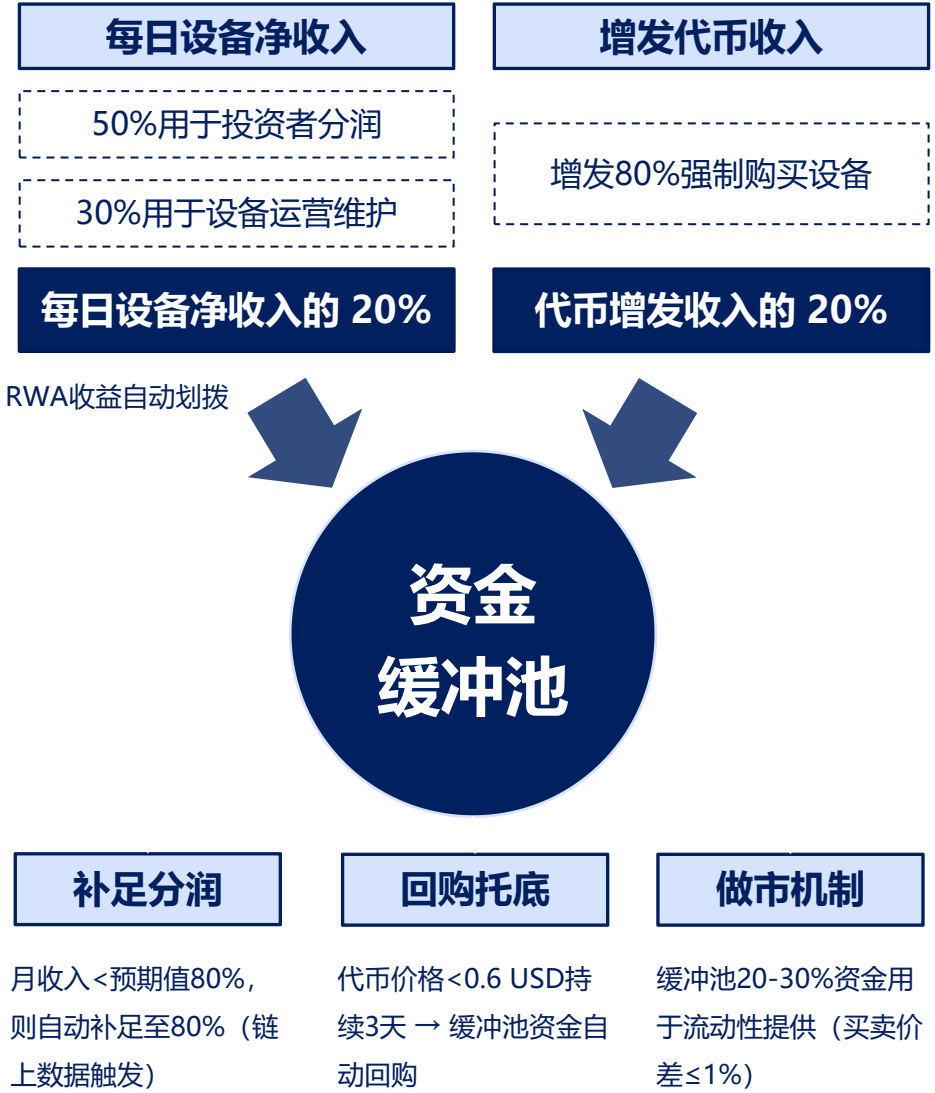 每日设备净收入
增发代币收入
50%用于投资者分润
30%用于设备运营维护
增发80%强制购买设备
每日设备净收入的 20%
代币增发收入的 20%
RWA收益自动划拨
资金
缓冲池
补足分润
月收入<预期值80%,
则自动补足至80%（链
上数据触发）
回购托底
代币价格<0.6 USD持
续3天 → 缓冲池资金自
动回购
做市机制
缓冲池20-30%资金用
于流动性提供（买卖价
差≤1%）